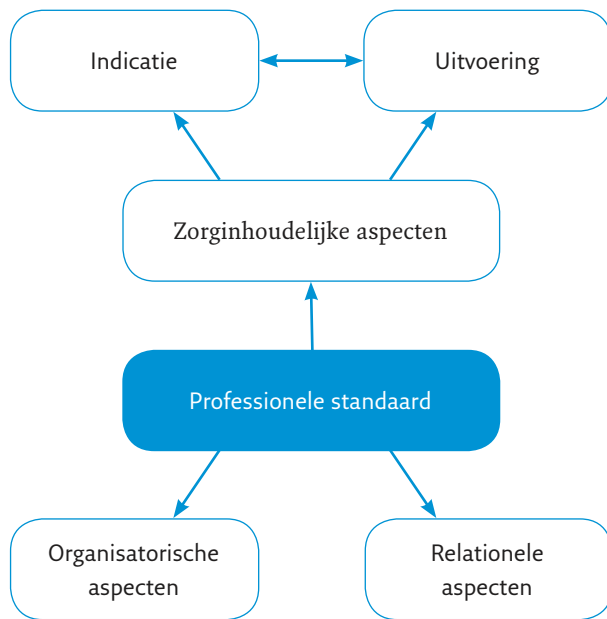 Indicatie
Uitvoering
Zorginhoudelijke aspecten
Professionele standaard
Organisatorische
aspecten
Relationele
aspecten